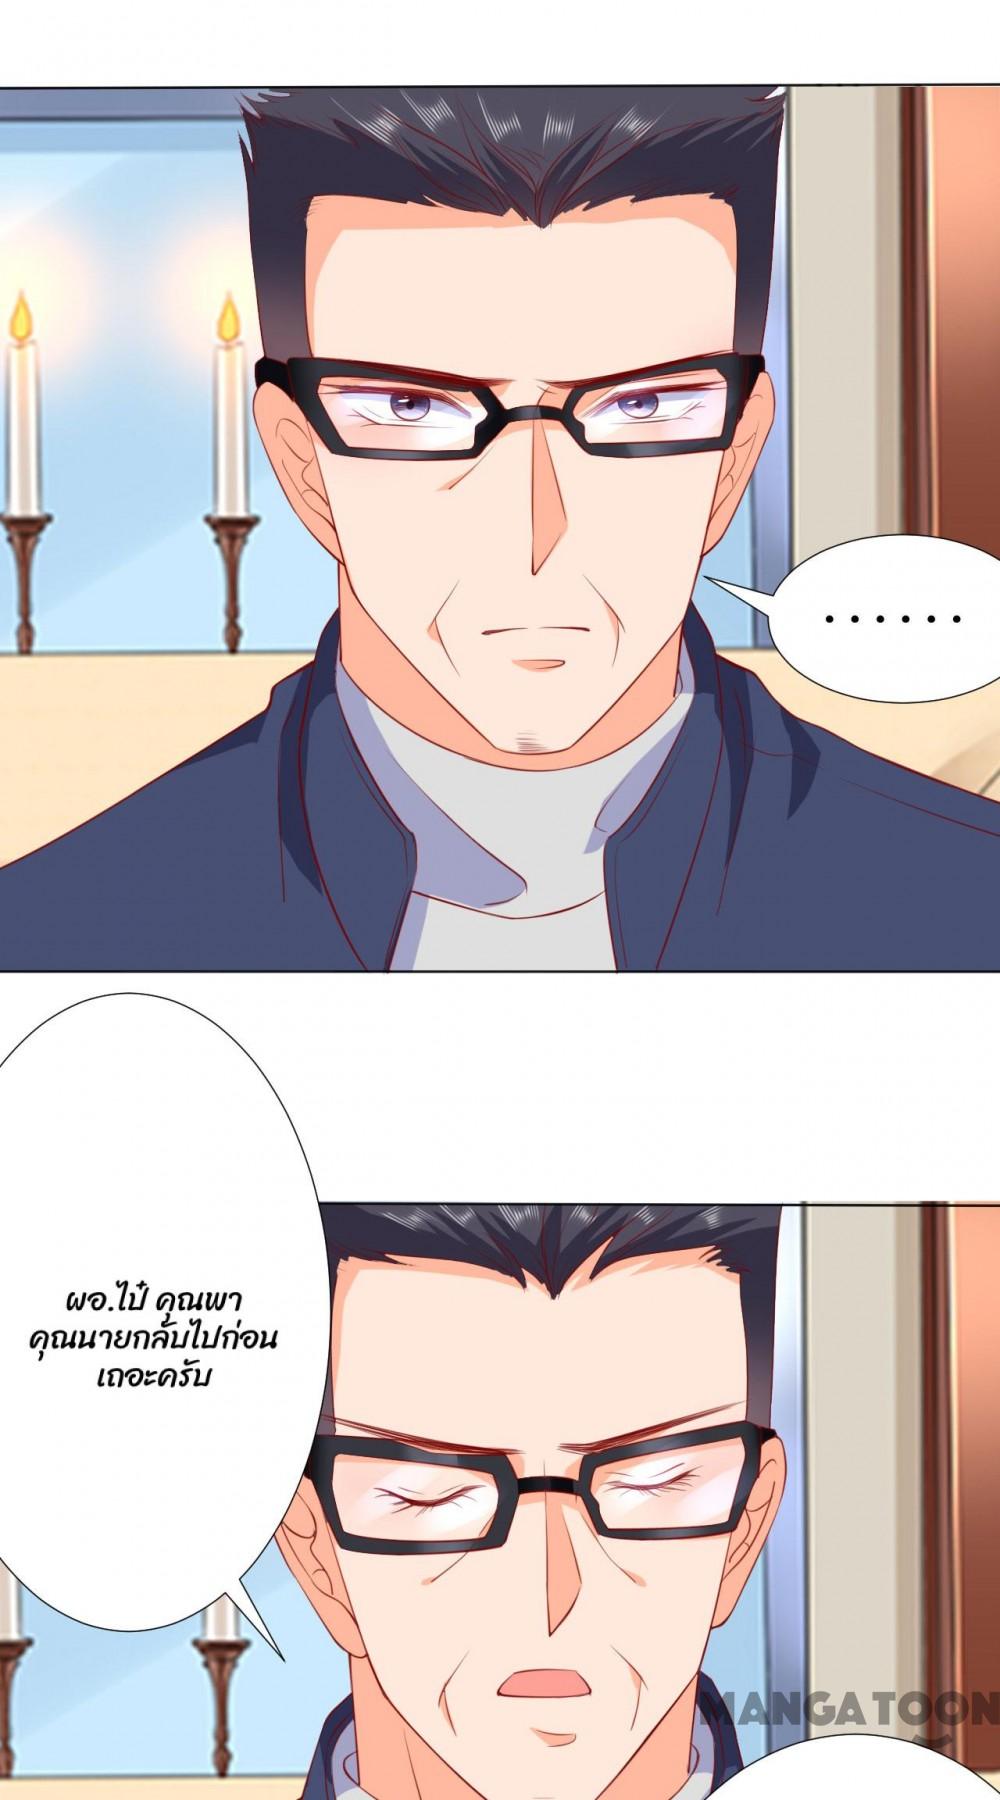 ......
ผอ.ไป๋ คุณพา
คุณนายกลับไปก่อน
เถอะครับ
MANGATOON